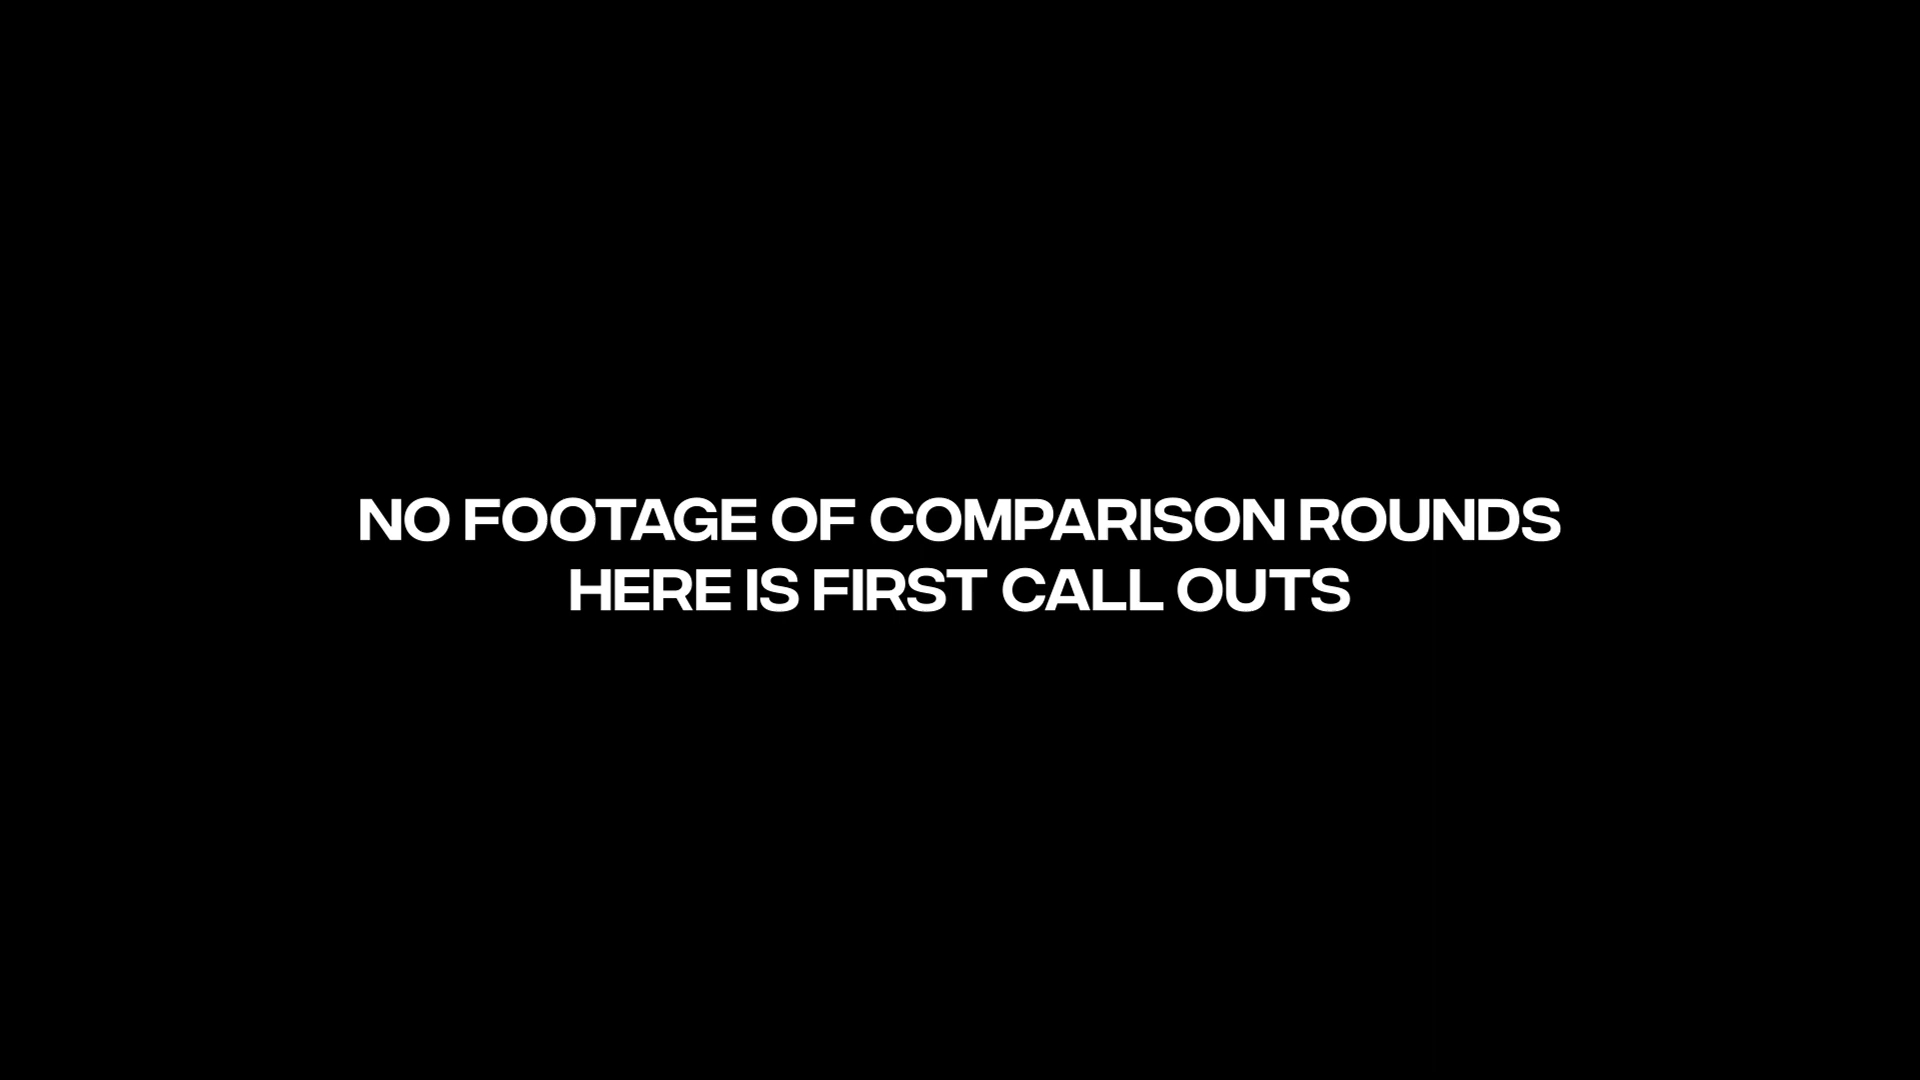 NO FOOTAGE OF COMPARISON ROUNDS
HERE IS FIRST CALL OUTS